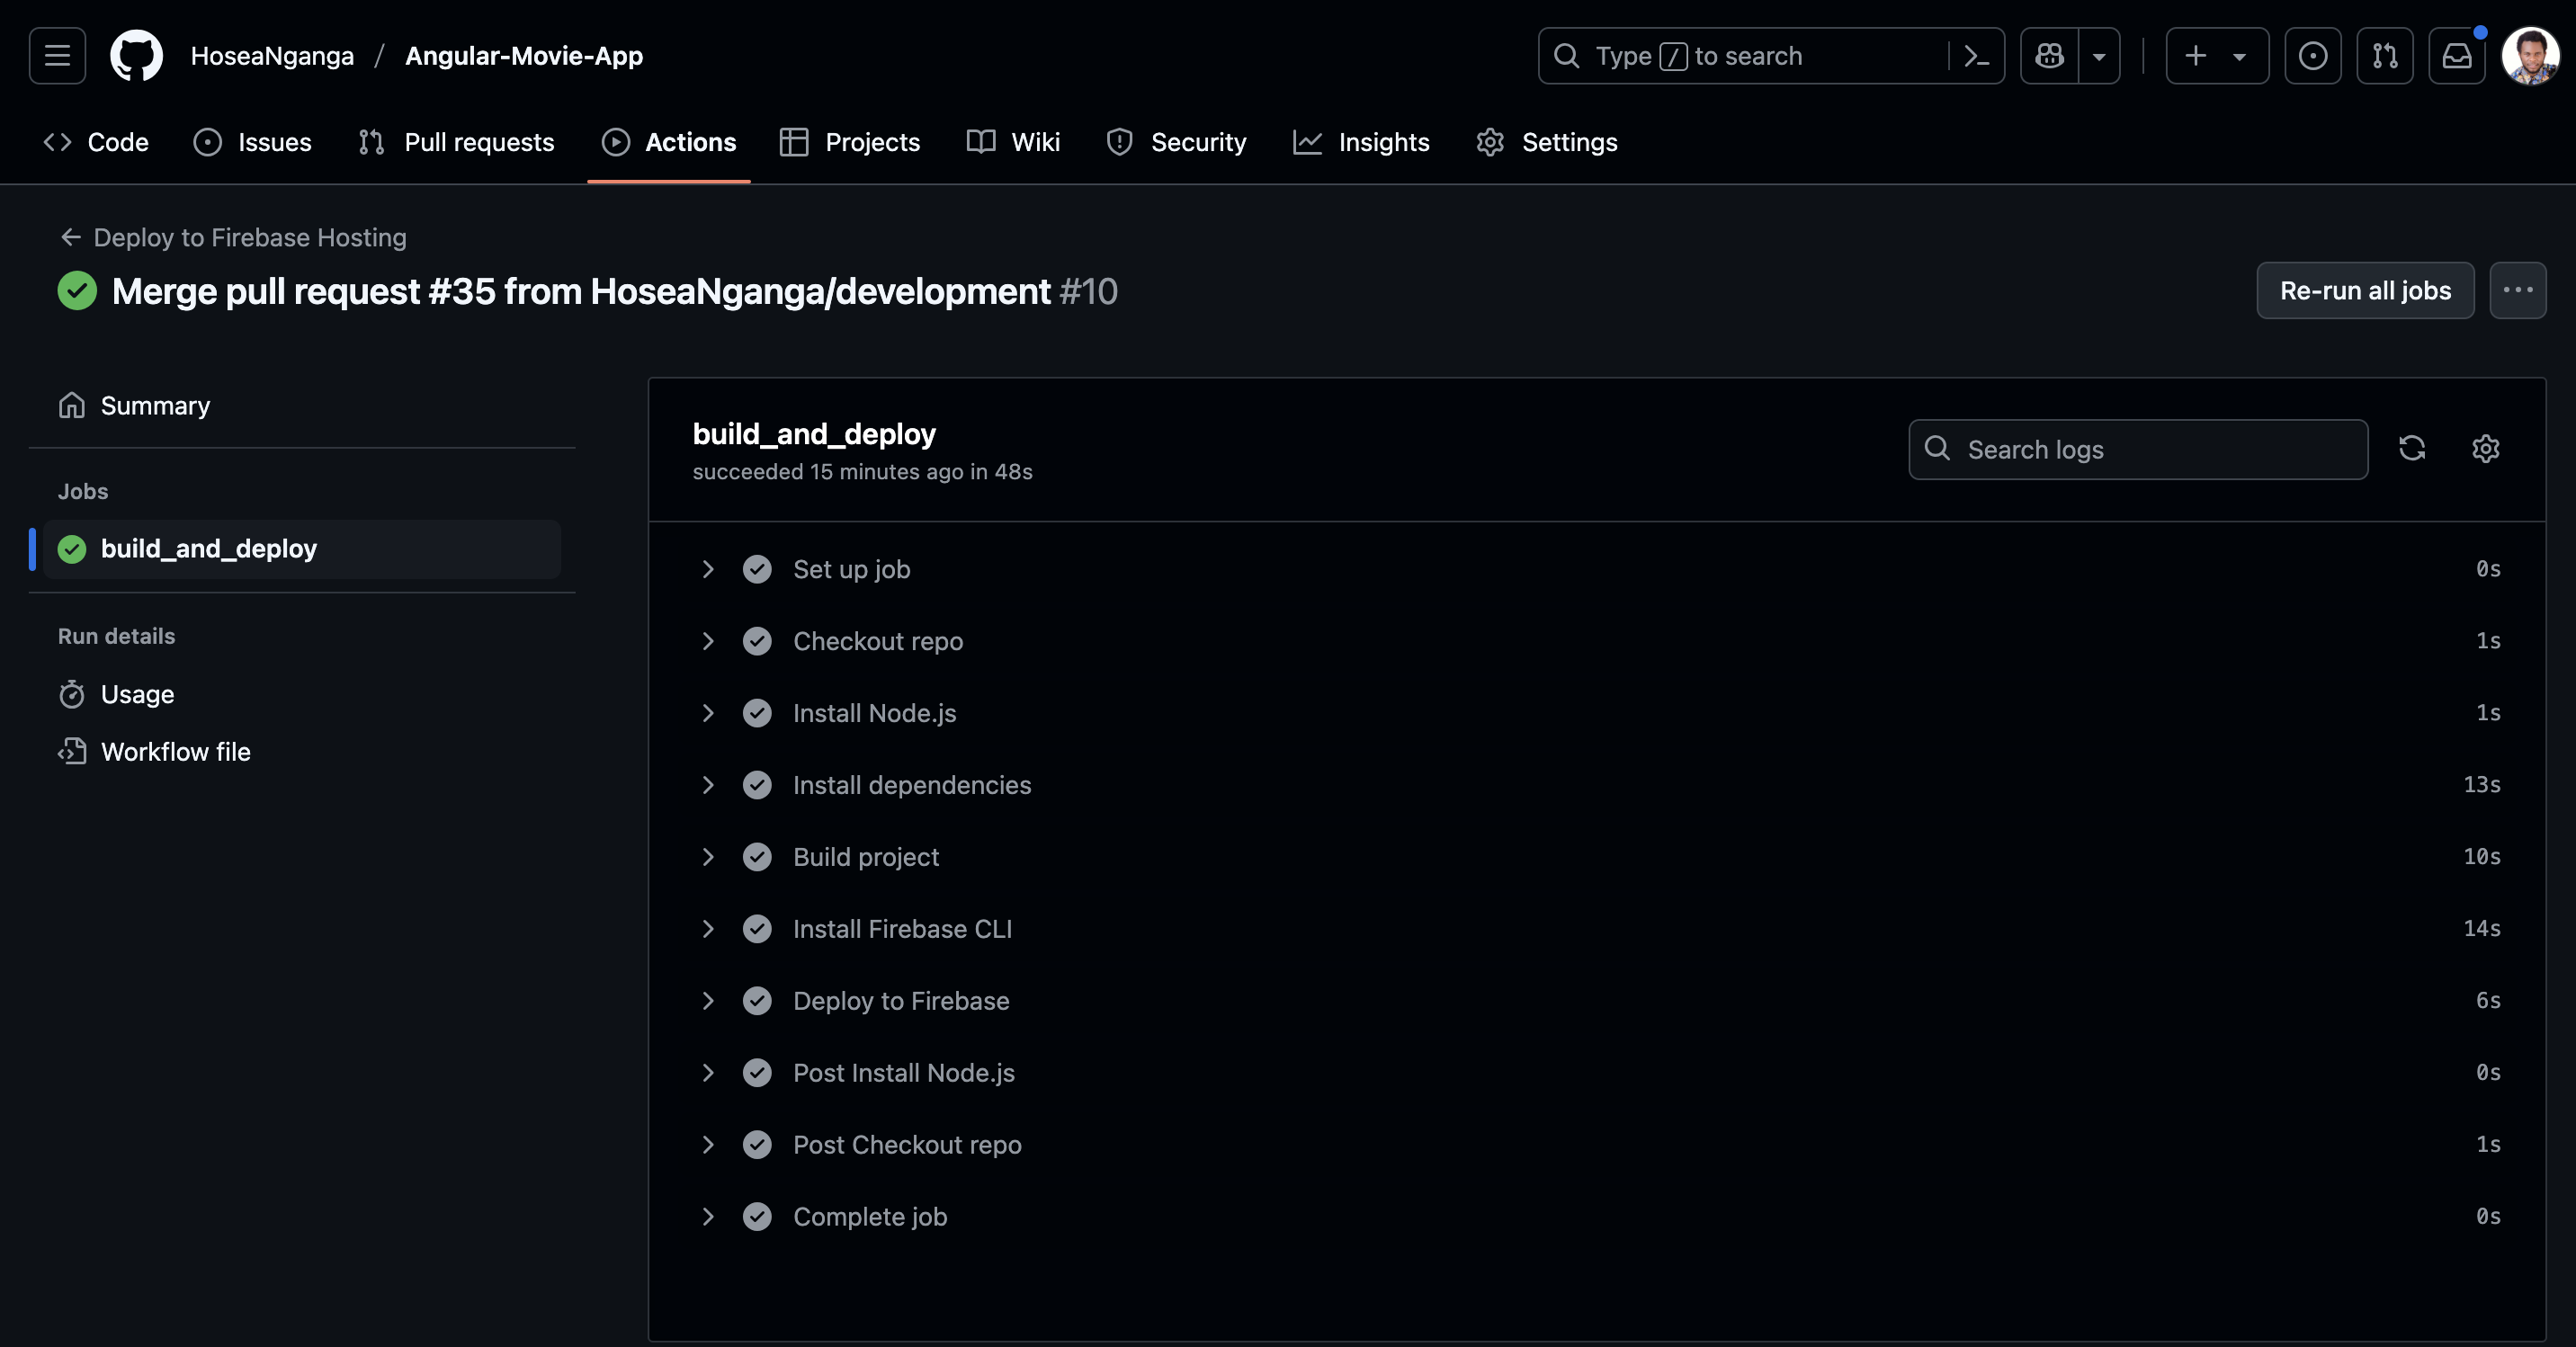 HoseaNganga / Angular-Movie-App
Type / to search
Code Issues Pull requests Actions Projects Wiki Security Insights Settings
Deploy to Firebase Hosting
Merge pull request #35 from HoseaNganga/development #10
Re-run all jobs
Summary
Jobs
build_and_deploy
Run details
Usage
Workflow file
build_and_deploy
succeeded 15 minutes ago in 48s
Search logs
Set up job 0s
Checkout repo 1s
Install Node.js 1s
Install dependencies 13s
Build project 10s
Install Firebase CLI 14s
Deploy to Firebase 6s
Post Install Node.js 0s
Post Checkout repo 1s
Complete job 0s